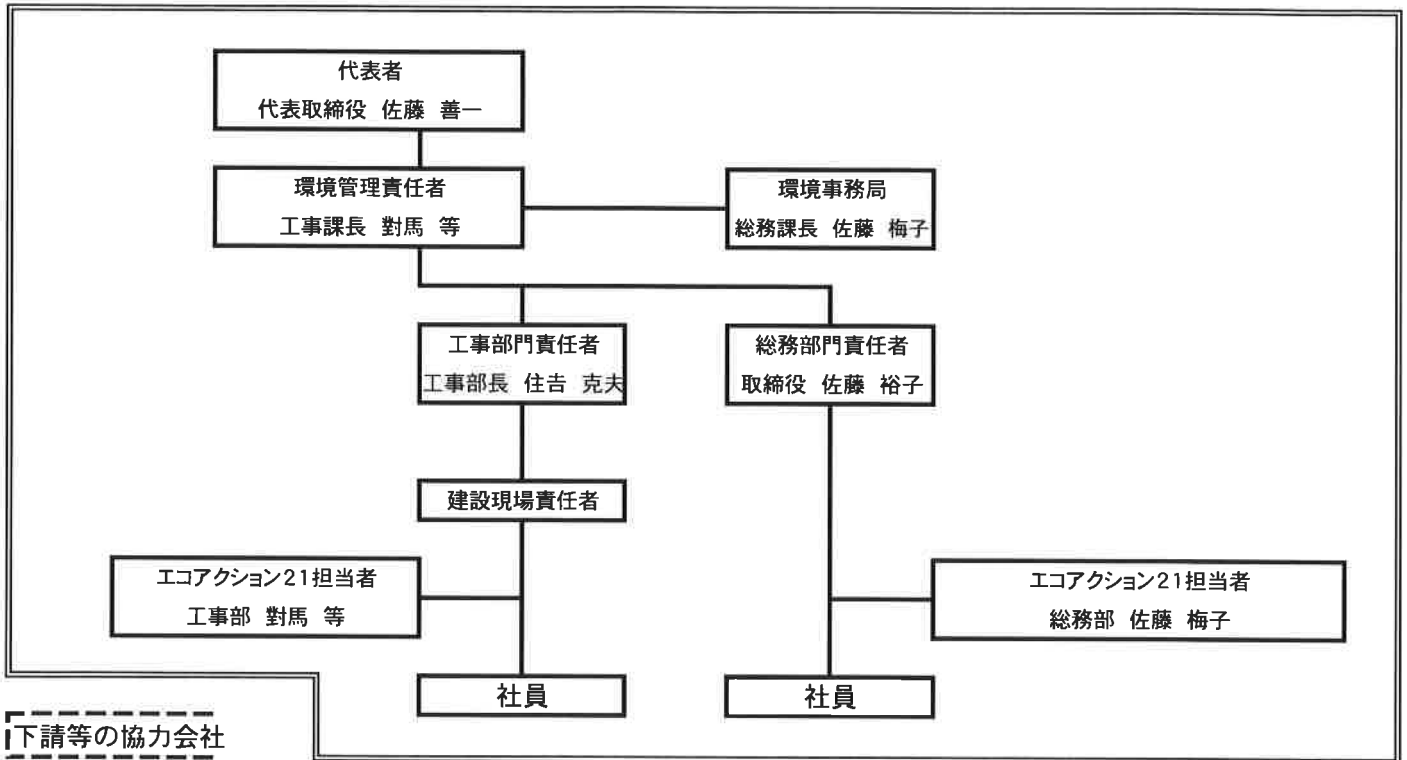 代表者
代表取締役 佐藤 善一
環境管理責任者
工事課長 對馬 等
環境事務局
総務課長 佐藤 梅子
工事部門責任者
工事部長 住吉 克夫
総務部門責任者
取締役 佐藤 裕子
建設現場責任者
エコアクション21担当者
工事部 對馬 等
エコアクション21担当者
総務部 佐藤 梅子
社員
社員
下請等の協力会社